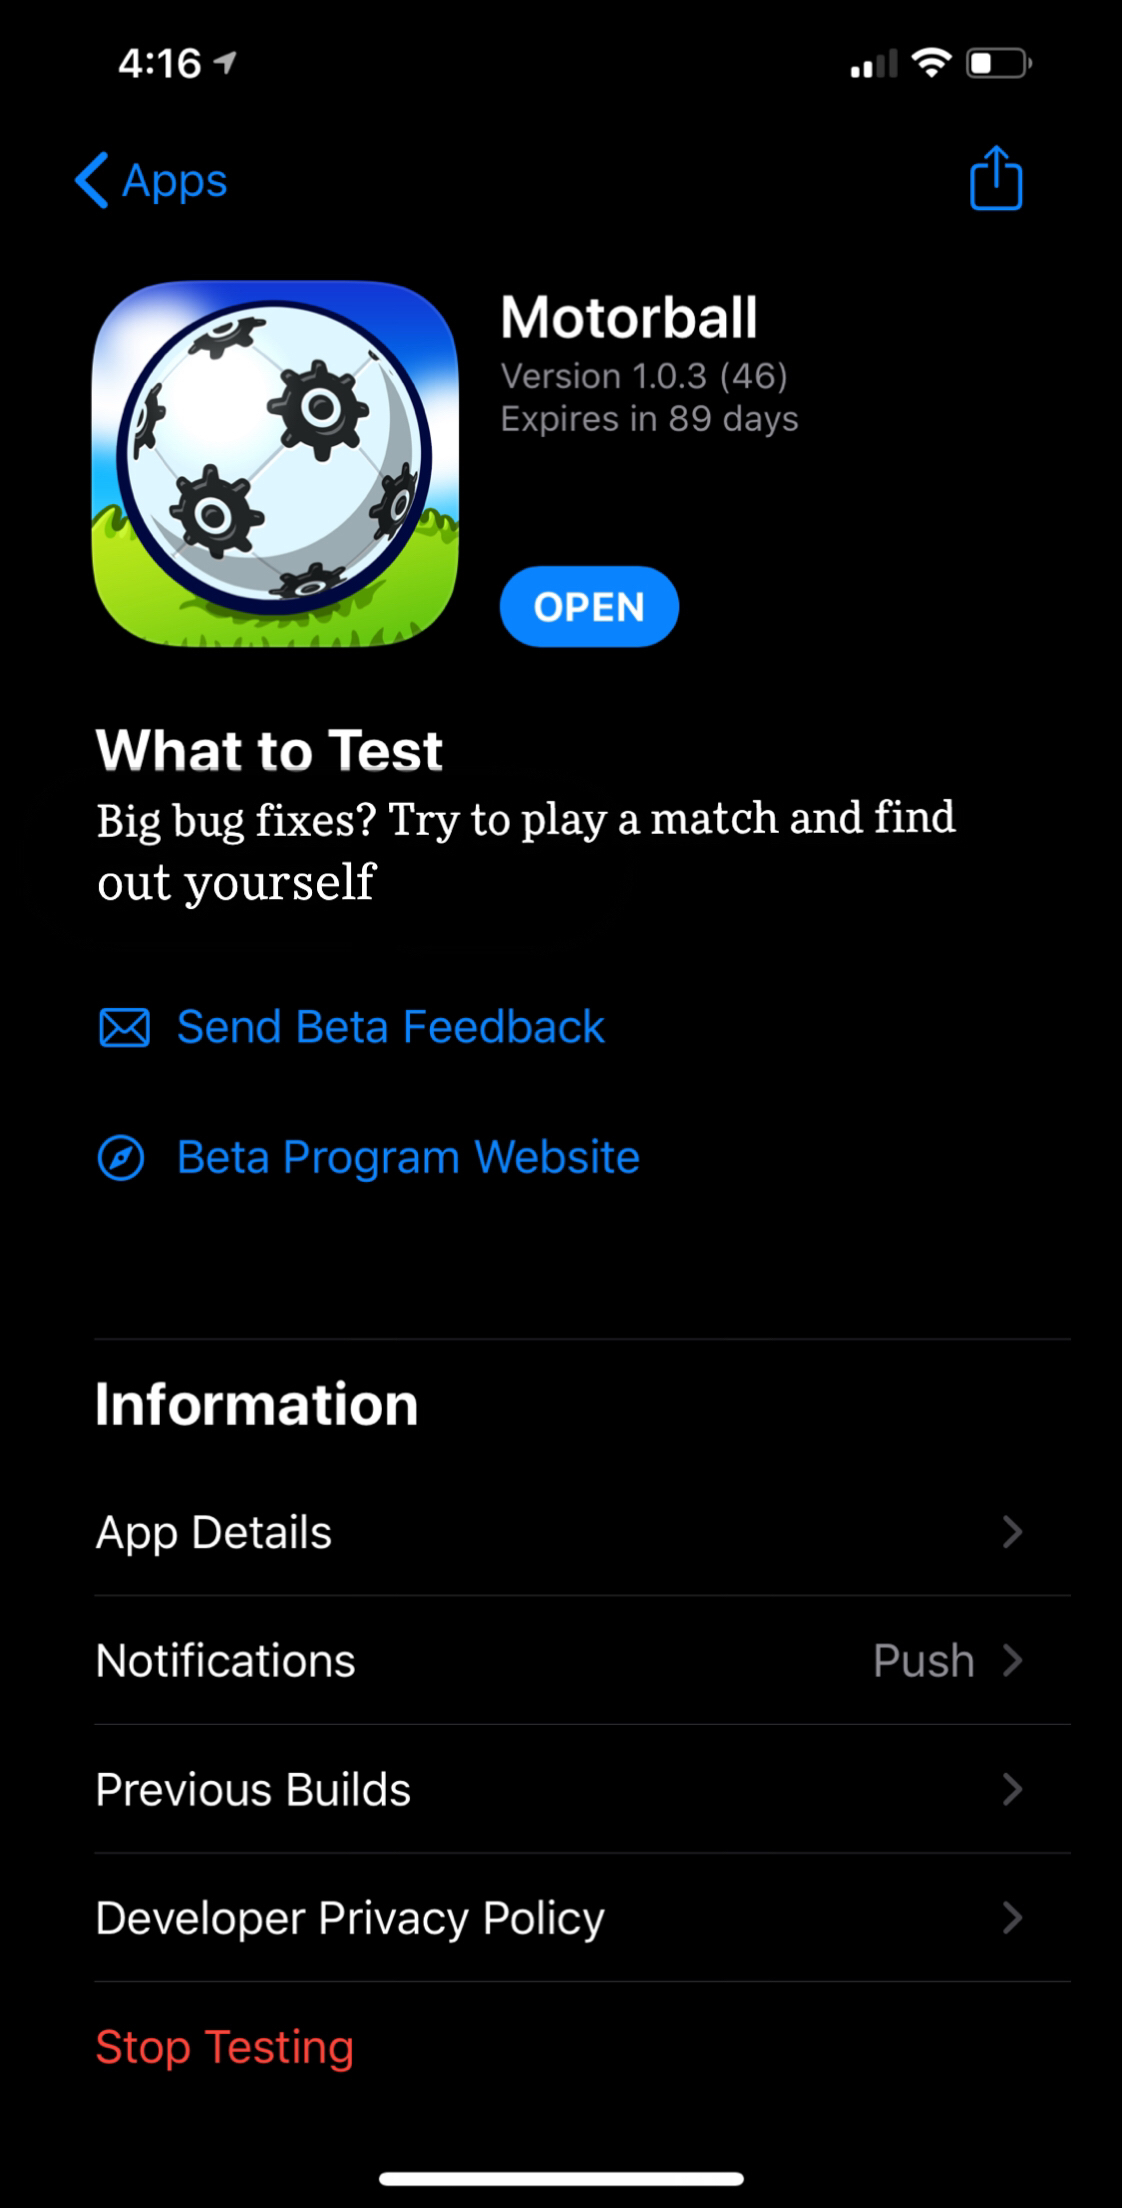 4:16
Apps
Motorball
Version 1.0.3 (46)
Expires in 89 days
OPEN
What to Test
Big bug fixes? Try to play a match and find
out yourself
Send Beta Feedback
Beta Program Website
Information
App Details
Notifications Push
Previous Builds
Developer Privacy Policy
Stop Testing